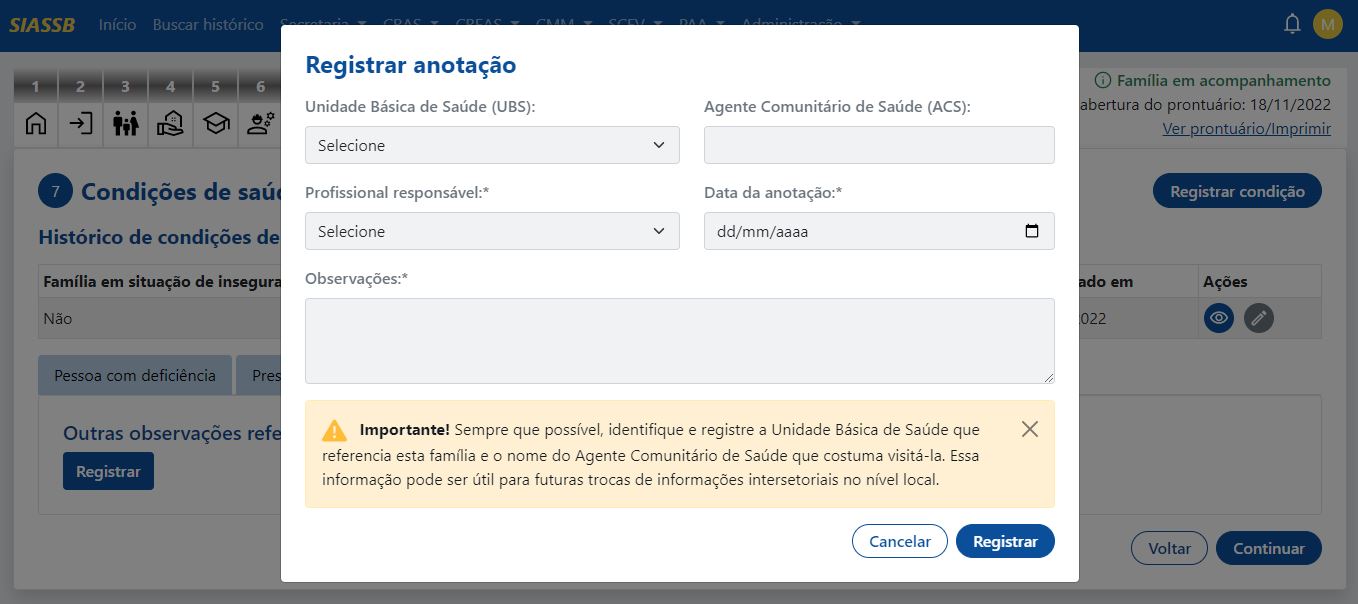 SIASSB Início Buscar histórico Secretaria CRAS CREAS CMM SCFV PAA Administração M
1 2 3 4 5 6
Família em acompanhamento
abertura do prontuário: 18/11/2022
Ver prontuário/Imprimir
7 Condições de saú
Registrar condição
Histórico de condições de
Família em situação de insegura
ado em Ações
Não
2022
Pessoa com deficiência Pres
Outras observações refe
Registrar
Voltar Continuar
Registrar anotação
Unidade Básica de Saúde (UBS): Agente Comunitário de Saúde (ACS):
Selecione
Profissional responsável:* Data da anotação:*
Selecione dd/mm/aaaa
Observações:*
Importante! Sempre que possível, identifique e registre a Unidade Básica de Saúde que
referencia esta família e o nome do Agente Comunitário de Saúde que costuma visitá-la. Essa
informação pode ser útil para futuras trocas de informações intersetoriais no nível local.
Cancelar Registrar